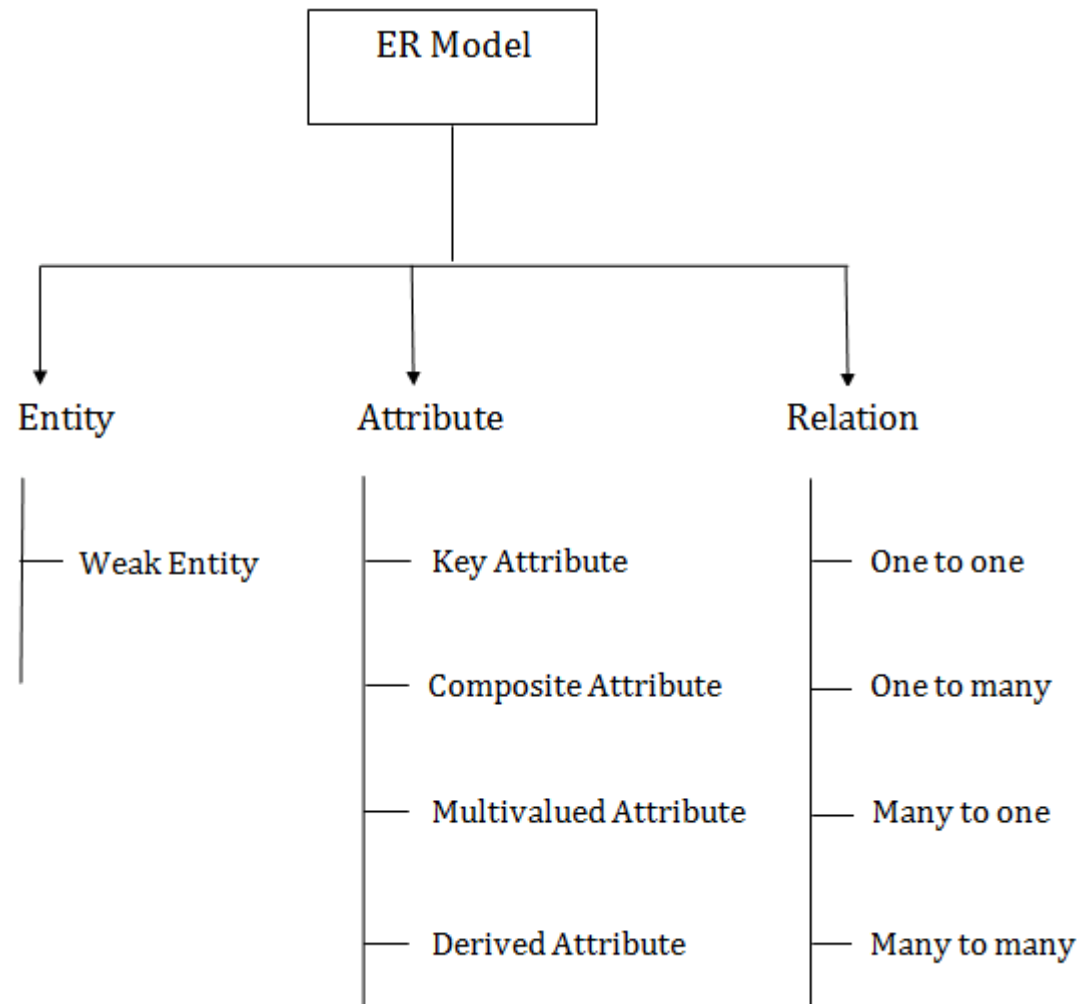 ER Model
Entity
Attribute
Relation
Weak Entity
Key Attribute
One to one
Composite Attribute
One to many
Multivalued Attribute
Many to one
Derived Attribute
Many to many